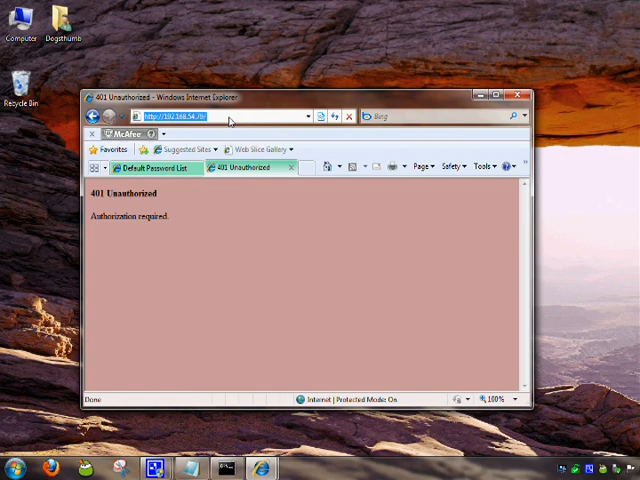 Computer
Dogsthumb
Recycle Bin
401 Unauthorized - Windows Internet Explorer
http://192.168.54.76/
Bing
McAfee
Favorites
Suggested Sites
Web Slice Gallery
Default Password List
401 Unauthorized
Page
Safety
Tools
401 Unauthorized
Authorization required.
Done
Internet | Protected Mode: On
100%